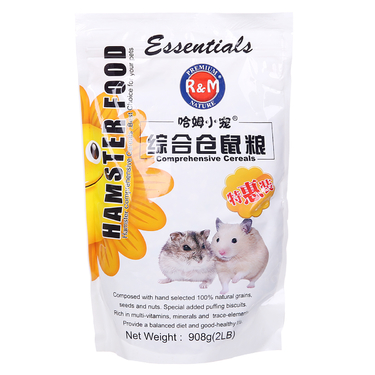 Essentials
PREMIUM
R&M
NATURE
哈姆小宠®
综合仓鼠粮
Comprehensive Cereals
HAMSTER FOOD
特惠装
Composed with hand selected 100% natural grains,
seeds and nuts. Special added puffing biscuits.
Rich in multi-vitamins, minerals and trace-elements
Provide a balanced diet and good-healthy
Net Weight: 908g(2LB)